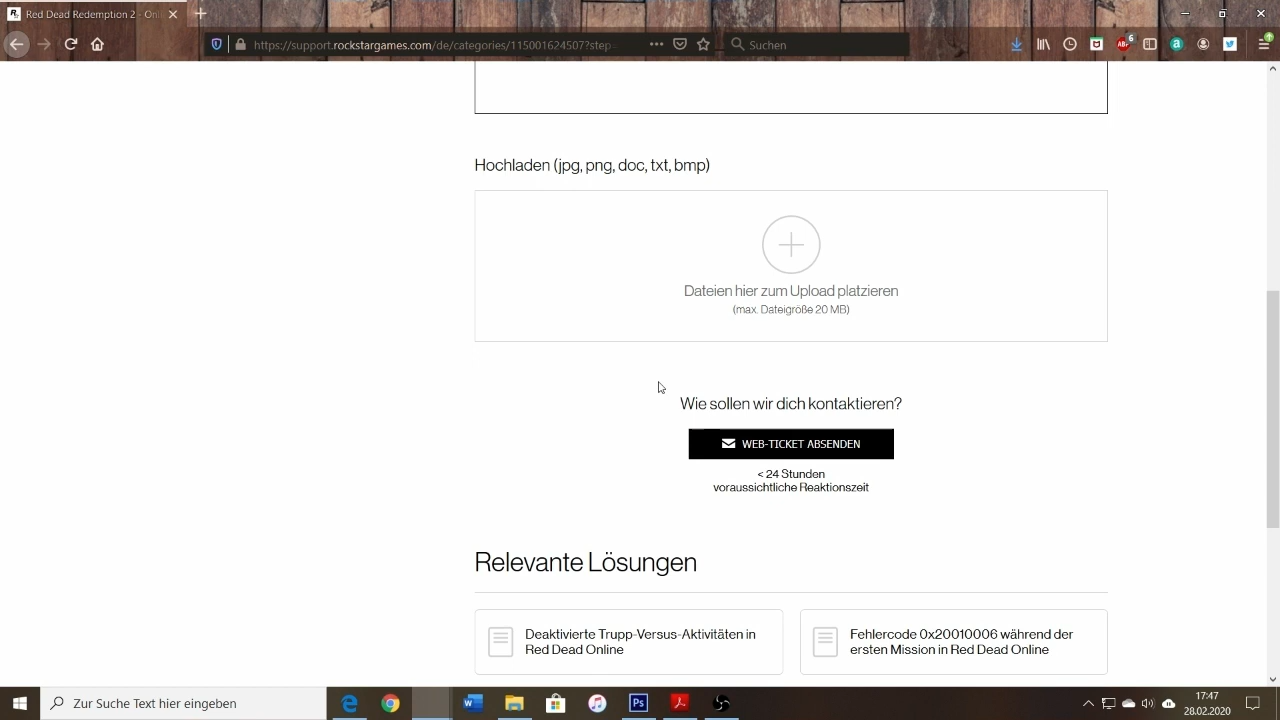 Red Dead Redemption 2 - Onli
https://support.rockstargames.com/de/categories/115001624507?step=
Suchen
6
Hochladen (jpg, png, doc, txt, bmp)
Dateien hier zum Upload platzieren
(max. Dateigröße 20 MB)
Wie sollen wir dich kontaktieren?
WEB-TICKET ABSENDEN
< 24 Stunden
voraussichtliche Reaktionszeit
Relevante Lösungen
Deaktivierte Trupp-Versus-Aktivitäten in
Red Dead Online
Fehlercode 0x20010006 während der
ersten Mission in Red Dead Online
Zur Suche Text hier eingeben
17:47
28.02.2020